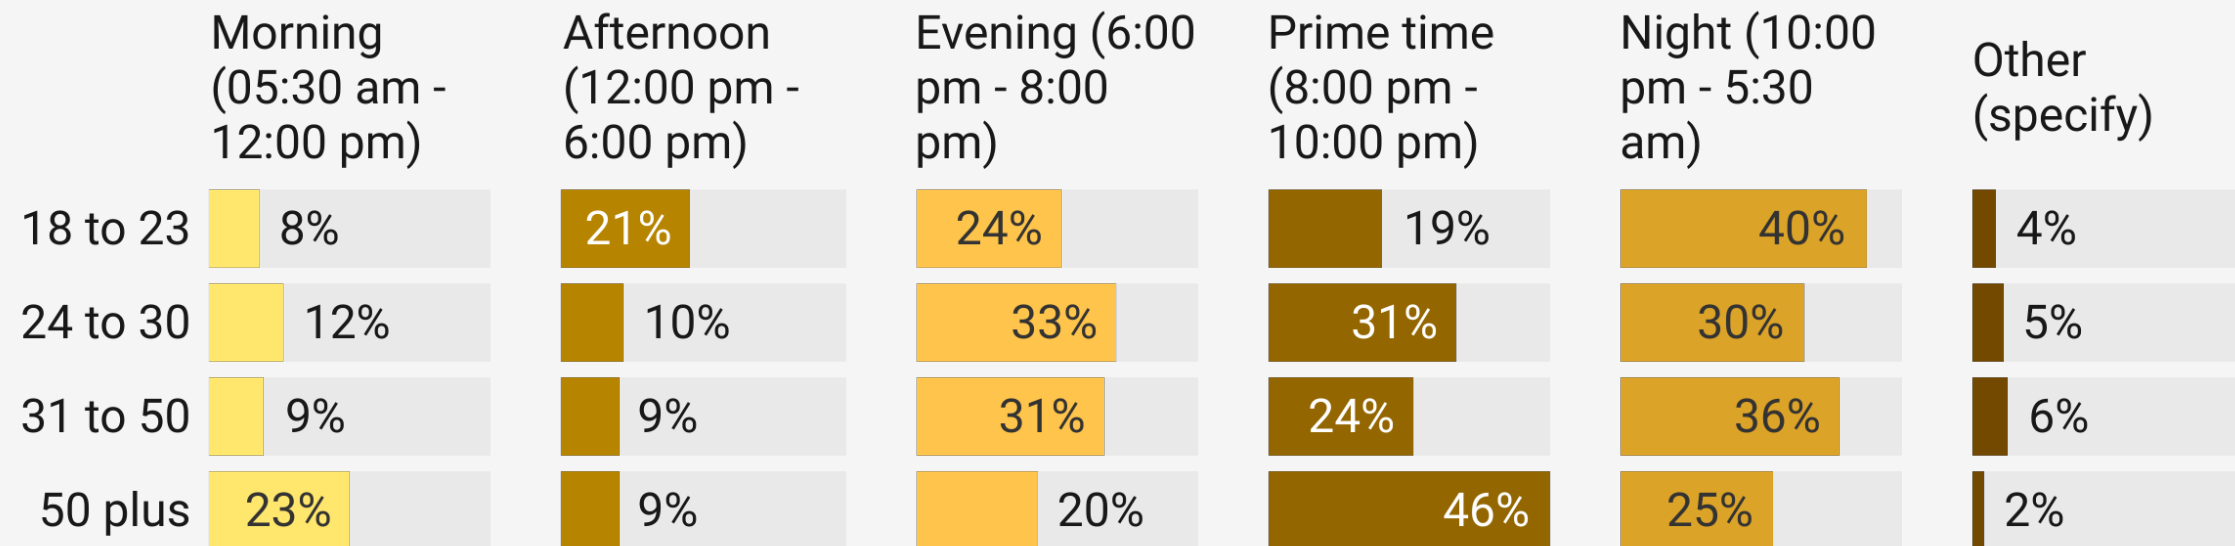 Morning
(05:30 am -
12:00 pm)
Afternoon
(12:00 pm -
6:00 pm)
Evening (6:00
pm - 8:00
pm)
Prime time
(8:00 pm -
10:00 pm)
Night (10:00
pm - 5:30
am)
Other
(specify)
18 to 23 8% 21% 24% 19% 40% 4%
24 to 30 12% 10% 33% 31% 30% 5%
31 to 50 9% 9% 31% 24% 36% 6%
50 plus 23% 9% 20% 46% 25% 2%